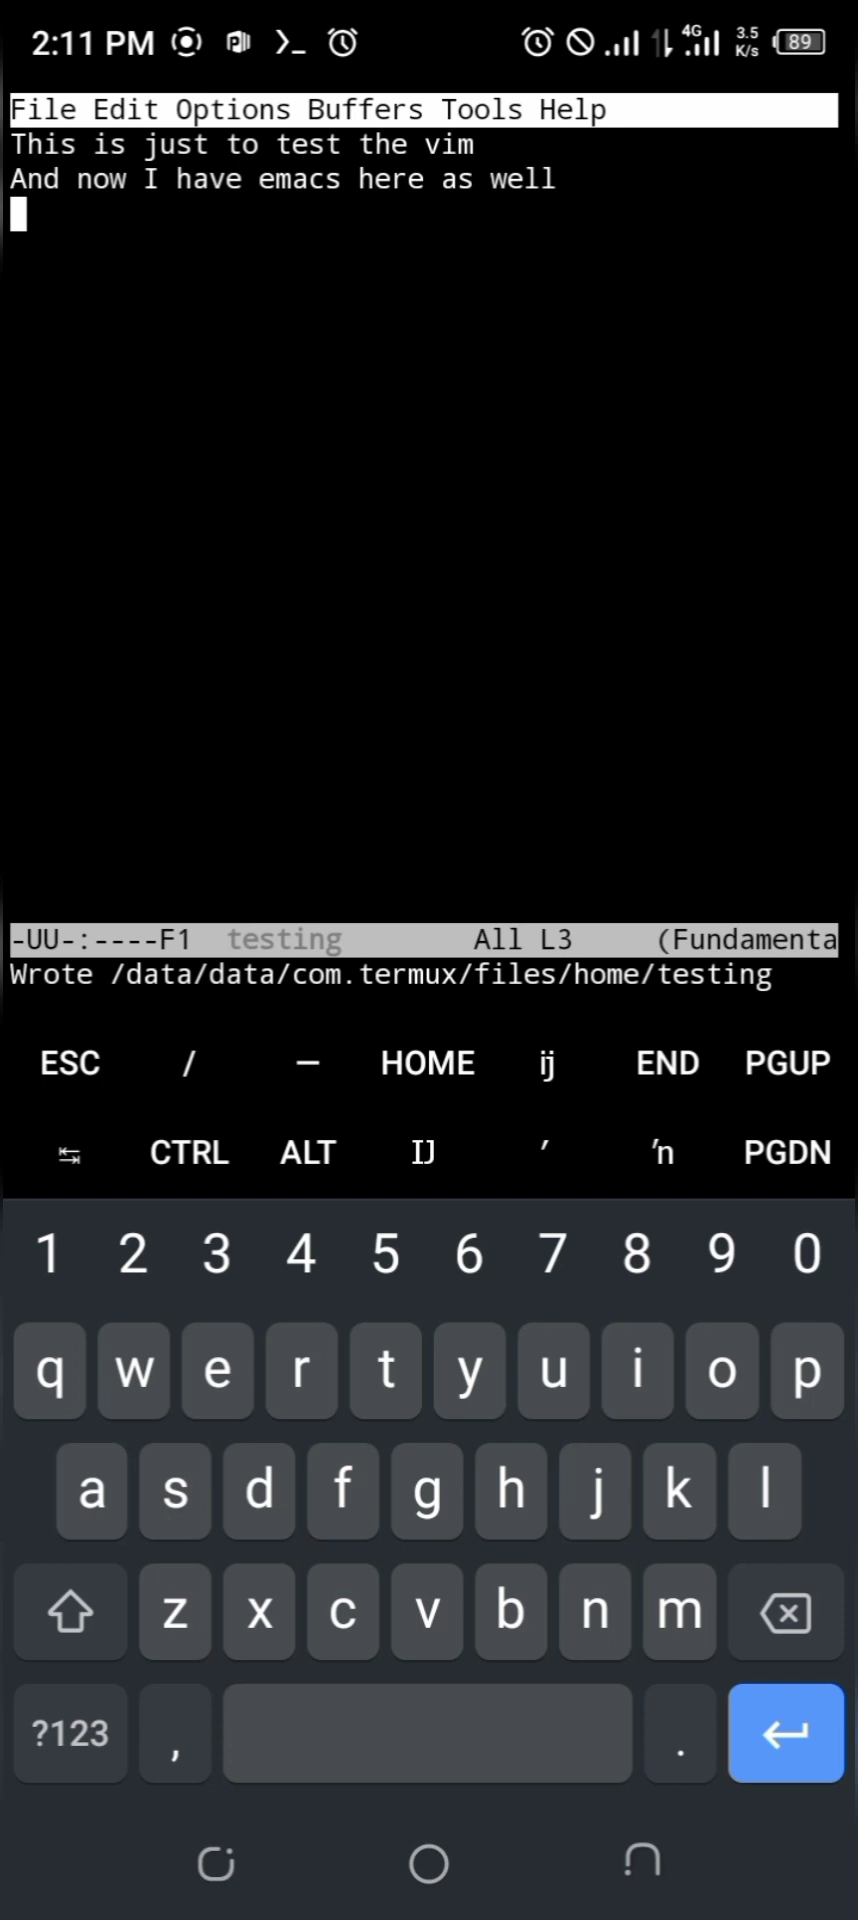 2:11 PM 4G 3.5 K/s 89
File Edit Options Buffers Tools Help
This is just to test the vim
And now I have emacs here as well
-UU-:----F1 testing All L3 (Fundamenta
Wrote /data/data/com.termux/files/home/testing
ESC / — HOME ĳ END PGUP
↹ CTRL ALT Ĳ ′ ŉ PGDN
1 2 3 4 5 6 7 8 9 0
q w e r t y u i o p
a s d f g h j k l
z x c v b n m
?123 , .